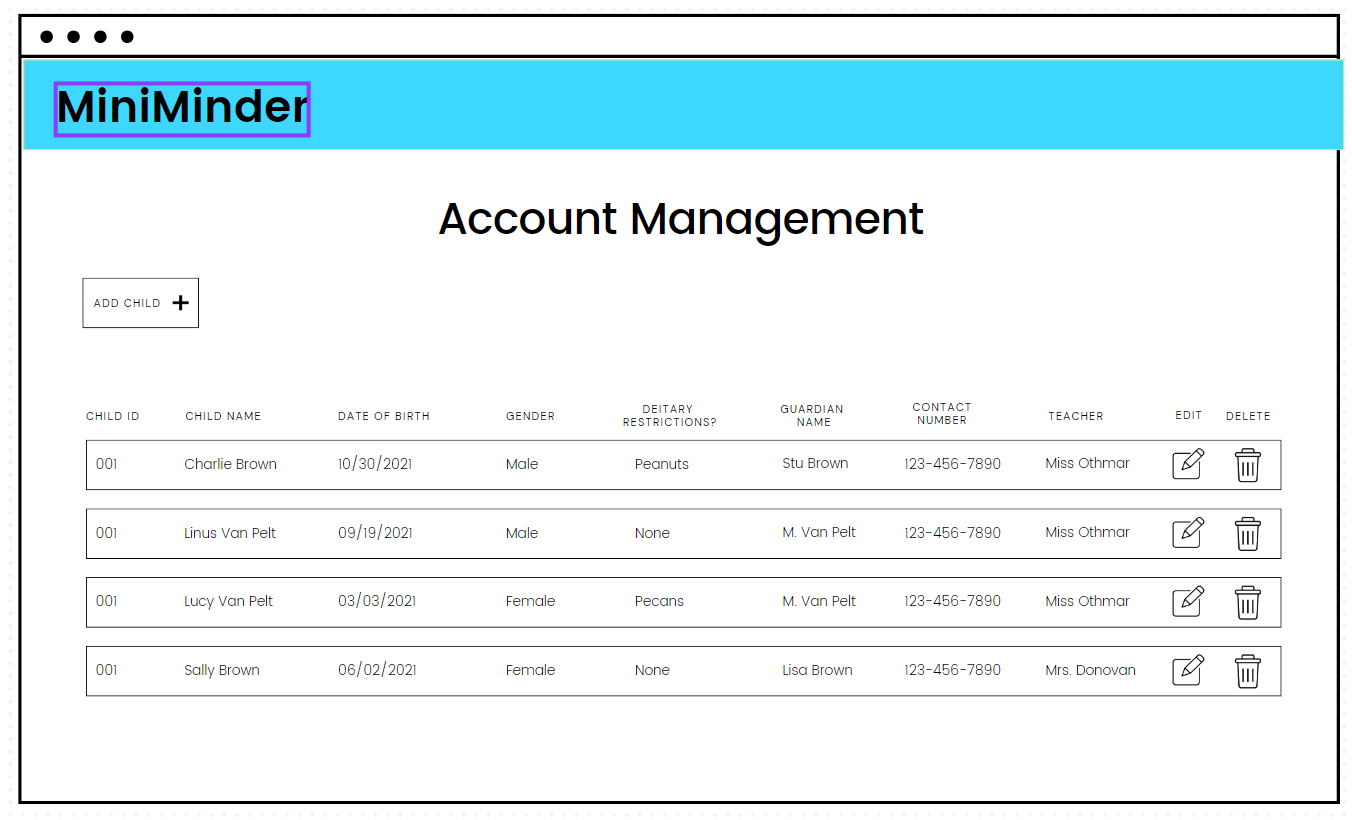 MiniMinder
Account Management
ADD CHILD +
CHILD ID CHILD NAME DATE OF BIRTH GENDER DEITARY RESTRICTIONS? GUARDIAN NAME CONTACT NUMBER TEACHER EDIT DELETE
001 Charlie Brown 10/30/2021 Male Peanuts Stu Brown 123-456-7890 Miss Othmar
001 Linus Van Pelt 09/19/2021 Male None M. Van Pelt 123-456-7890 Miss Othmar
001 Lucy Van Pelt 03/03/2021 Female Pecans M. Van Pelt 123-456-7890 Miss Othmar
001 Sally Brown 06/02/2021 Female None Lisa Brown 123-456-7890 Mrs. Donovan